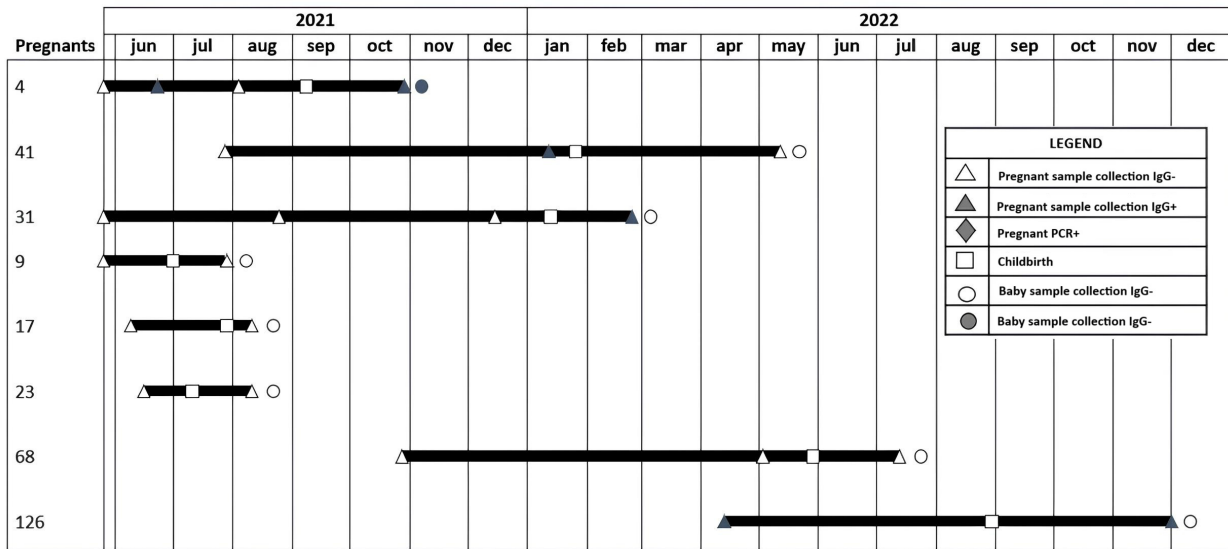 2021 2022
Pregnants jun jul aug sep oct nov dec jan feb mar apr may jun jul aug sep oct nov dec
4
41
31
9
17
23
68
126
LEGEND
Pregnant sample collection IgG-
Pregnant sample collection IgG+
Pregnant PCR+
Childbirth
Baby sample collection IgG-
Baby sample collection IgG-